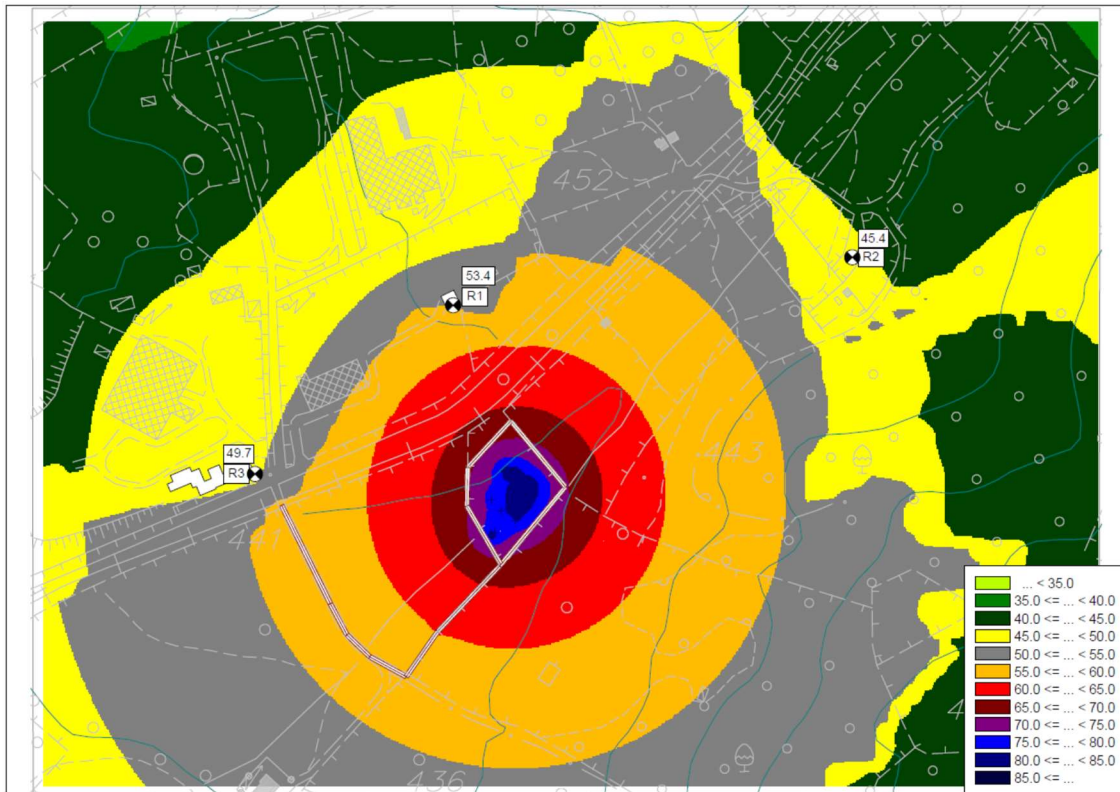 452
53.4
R1
45.4
R2
443
49.7
R3
441
436
... < 35.0
35.0 <= ... < 40.0
40.0 <= ... < 45.0
45.0 <= ... < 50.0
50.0 <= ... < 55.0
55.0 <= ... < 60.0
60.0 <= ... < 65.0
65.0 <= ... < 70.0
70.0 <= ... < 75.0
75.0 <= ... < 80.0
80.0 <= ... < 85.0
85.0 <= ...